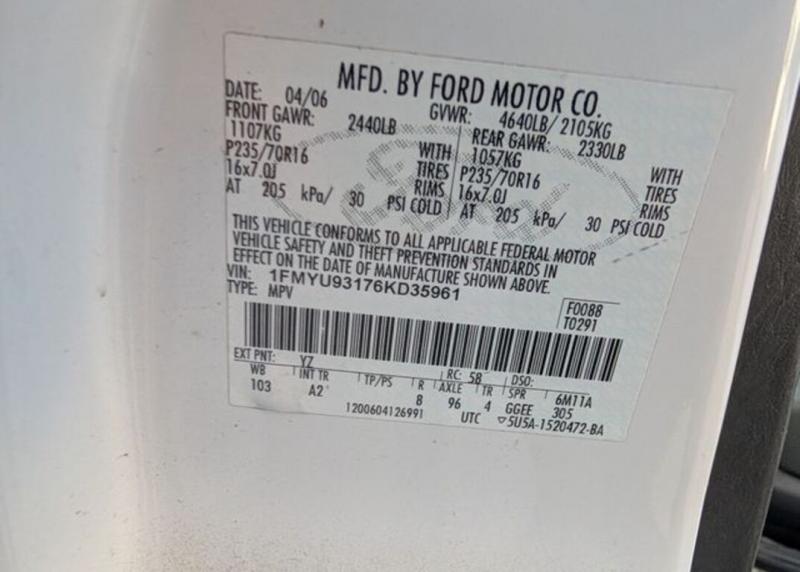 MFD. BY FORD MOTOR CO.
DATE: 04/06 GVWR: 4640LB/ 2105KG
FRONT GAWR: 2440LB REAR GAWR: 2330LB
1107KG WITH 1057KG WITH
P235/70R16 TIRES P235/70R16 TIRES
16x7.0J RIMS 16x7.0J RIMS
AT 205 kPa/ 30 PSI COLD AT 205 kPa/ 30 PSI COLD
THIS VEHICLE CONFORMS TO ALL APPLICABLE FEDERAL MOTOR
VEHICLE SAFETY AND THEFT PREVENTION STANDARDS IN
EFFECT ON THE DATE OF MANUFACTURE SHOWN ABOVE.
VIN: 1FMYU93176KD35961
TYPE: MPV
F0088
T0291
EXT PNT: YZ RC: 58 DSO:
WB INT TR TP/PS R AXLE TR SPR 6M11A
103 A2 8 96 4 GGEE 305
1200604126991 UTC ▽5U5A-1520472-BA